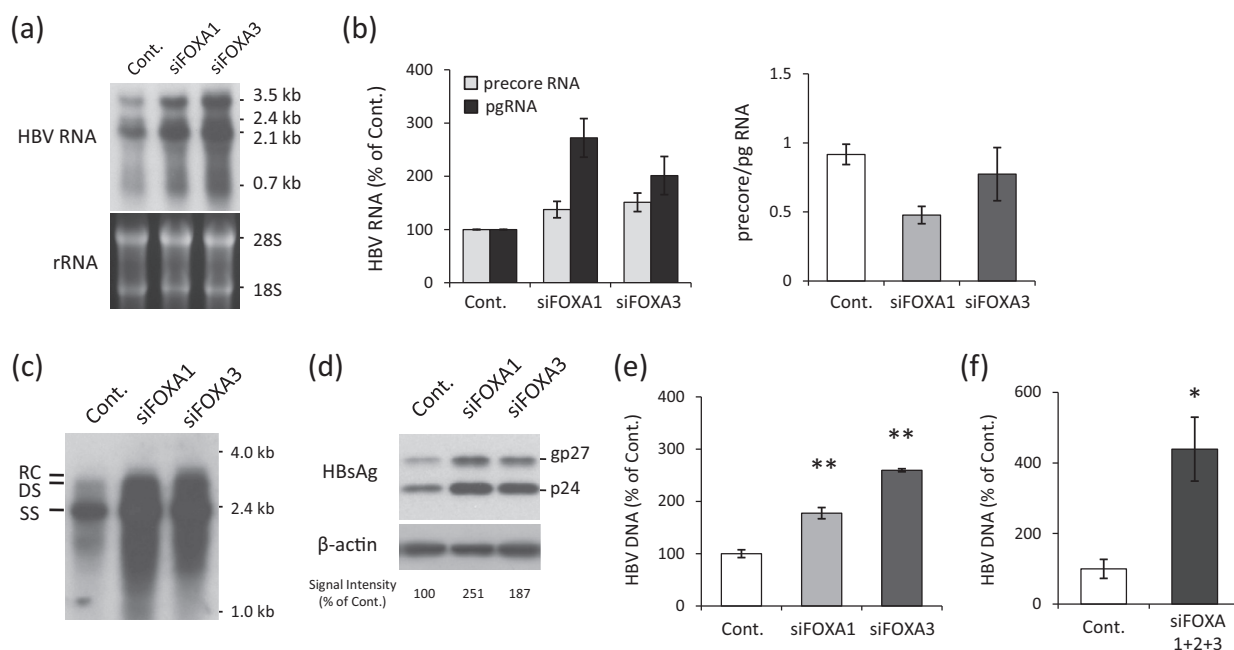 (a)
Cont.
siFOXA1
siFOXA3
HBV RNA
3.5 kb
2.4 kb
2.1 kb
0.7 kb
rRNA
28S
18S
(b)
HBV RNA (% of Cont.)
400
300
200
100
0
precore RNA
pgRNA
Cont.
siFOXA1
siFOXA3
precore/pg RNA
1.5
1
0.5
0
Cont.
siFOXA1
siFOXA3
(c)
Cont.
siFOXA1
siFOXA3
RC
DS
SS
4.0 kb
2.4 kb
1.0 kb
(d)
Cont.
siFOXA1
siFOXA3
HBsAg
gp27
p24
β-actin
Signal Intensity
(% of Cont.)
100 251 187
(e)
HBV DNA (% of Cont.)
400
300
200
100
0
**
**
Cont.
siFOXA1
siFOXA3
(f)
HBV DNA (% of Cont.)
600
400
200
0
*
Cont.
siFOXA
1+2+3